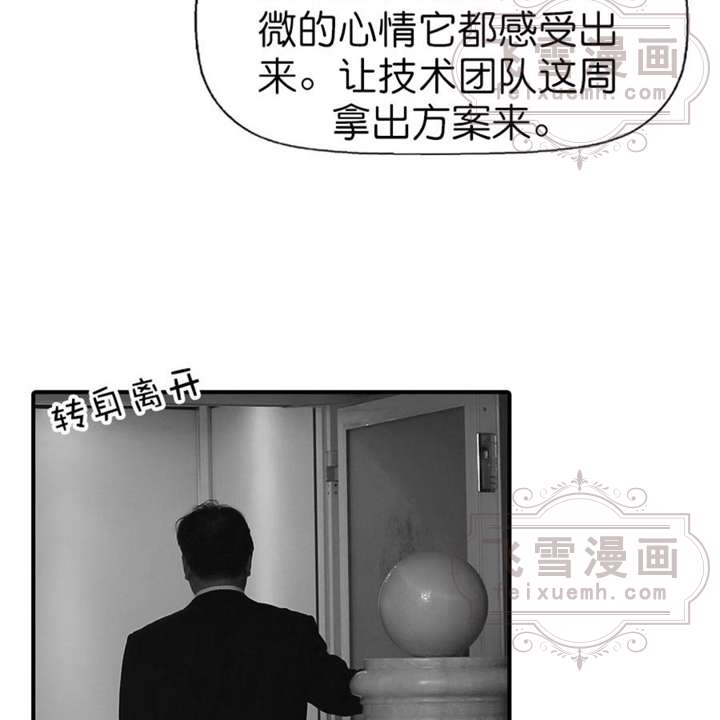 微的心情它都感受出
来。让技术团队这周
拿出方案来。
飞雪漫画
feixuemh.com
转身离开
飞雪漫画
feixuemh.com